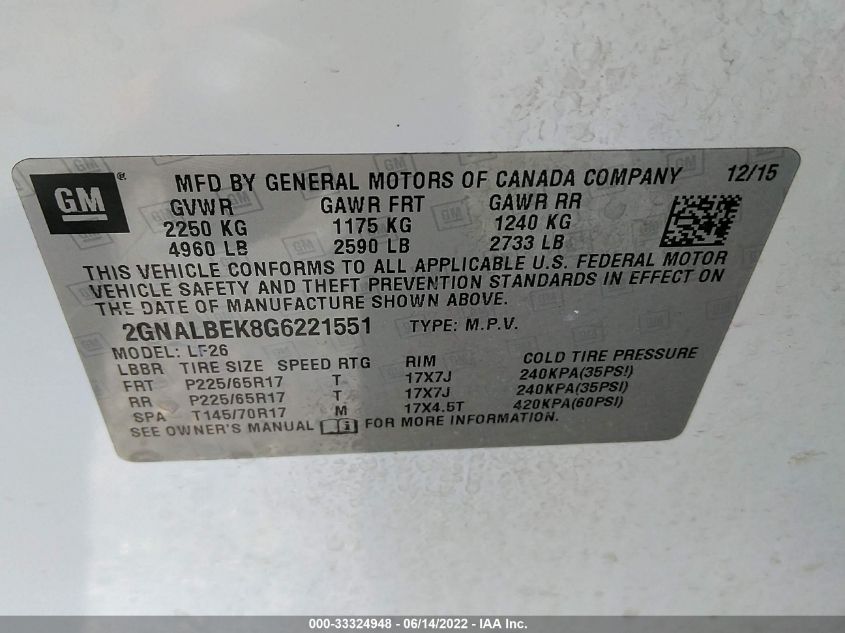 GM ® MFD BY GENERAL MOTORS OF CANADA COMPANY 12/15
GVWR GAWR FRT GAWR RR
2250 KG 1175 KG 1240 KG
4960 LB 2590 LB 2733 LB
THIS VEHICLE CONFORMS TO ALL APPLICABLE U.S. FEDERAL MOTOR
VEHICLE SAFETY AND THEFT PREVENTION STANDARDS IN EFFECT ON
THE DATE OF MANUFACTURE SHOWN ABOVE.
2GNALBEK8G6221551 TYPE: M.P.V.
MODEL: LF26
LBBR TIRE SIZE SPEED RTG RIM COLD TIRE PRESSURE
FRT P225/65R17 T 17X7J 240KPA(35PSI)
RR P225/65R17 T 17X7J 240KPA(35PSI)
SPA T145/70R17 M 17X4.5T 420KPA(60PSI)
SEE OWNER'S MANUAL i FOR MORE INFORMATION.
000-33324948 - 06/14/2022 - IAA Inc.